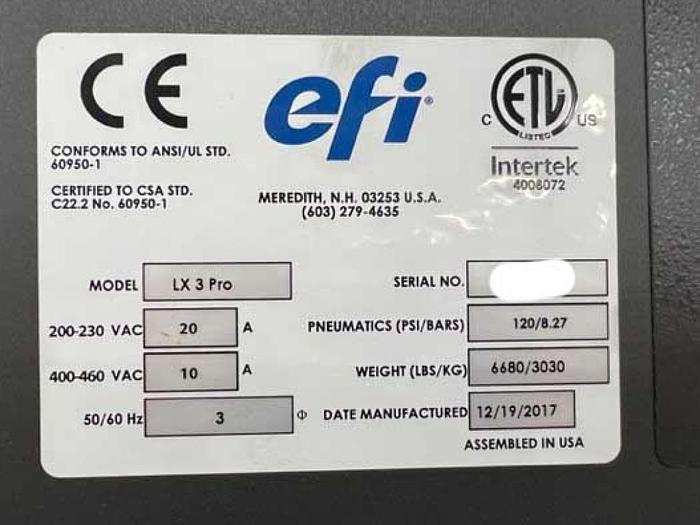 CE
efi
C ETL US
LISTED
Intertek
4008072
CONFORMS TO ANSI/UL STD.
60950-1
CERTIFIED TO CSA STD.
C22.2 No. 60950-1
MEREDITH, N.H. 03253 U.S.A.
(603) 279-4635
MODEL LX 3 Pro
SERIAL NO.
200-230 VAC 20 A
PNEUMATICS (PSI/BARS) 120/8.27
400-460 VAC 10 A
WEIGHT (LBS/KG) 6680/3030
50/60 Hz 3 Φ
DATE MANUFACTURED 12/19/2017
ASSEMBLED IN USA